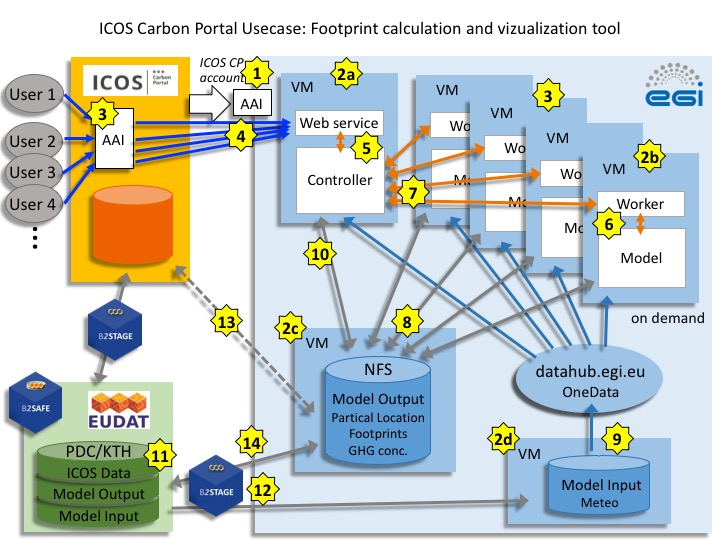 ICOS Carbon Portal Usecase: Footprint calculation and vizualization tool
ICOS
Carbon
Portal
ICOS CP
account
1
AAI
User 1
User 2
User 3
User 4
3
AAI
4
2a
VM
Web service
5
Controller
7
VM
Wo
Mo
VM
3
Wo
Mc
VM
Wo
Mc
2b
VM
Worker
6
Model
egi
on demand
10
13
8
2c
VM
NFS
Model Output
Partical Location
Footprints
GHG conc.
datahub.egi.eu
OneData
2d
VM
9
Model Input
Meteo
B2STAGE
B2SAFE
EUDAT
PDC/KTH
11
ICOS Data
Model Output
Model Input
14
B2STAGE
12